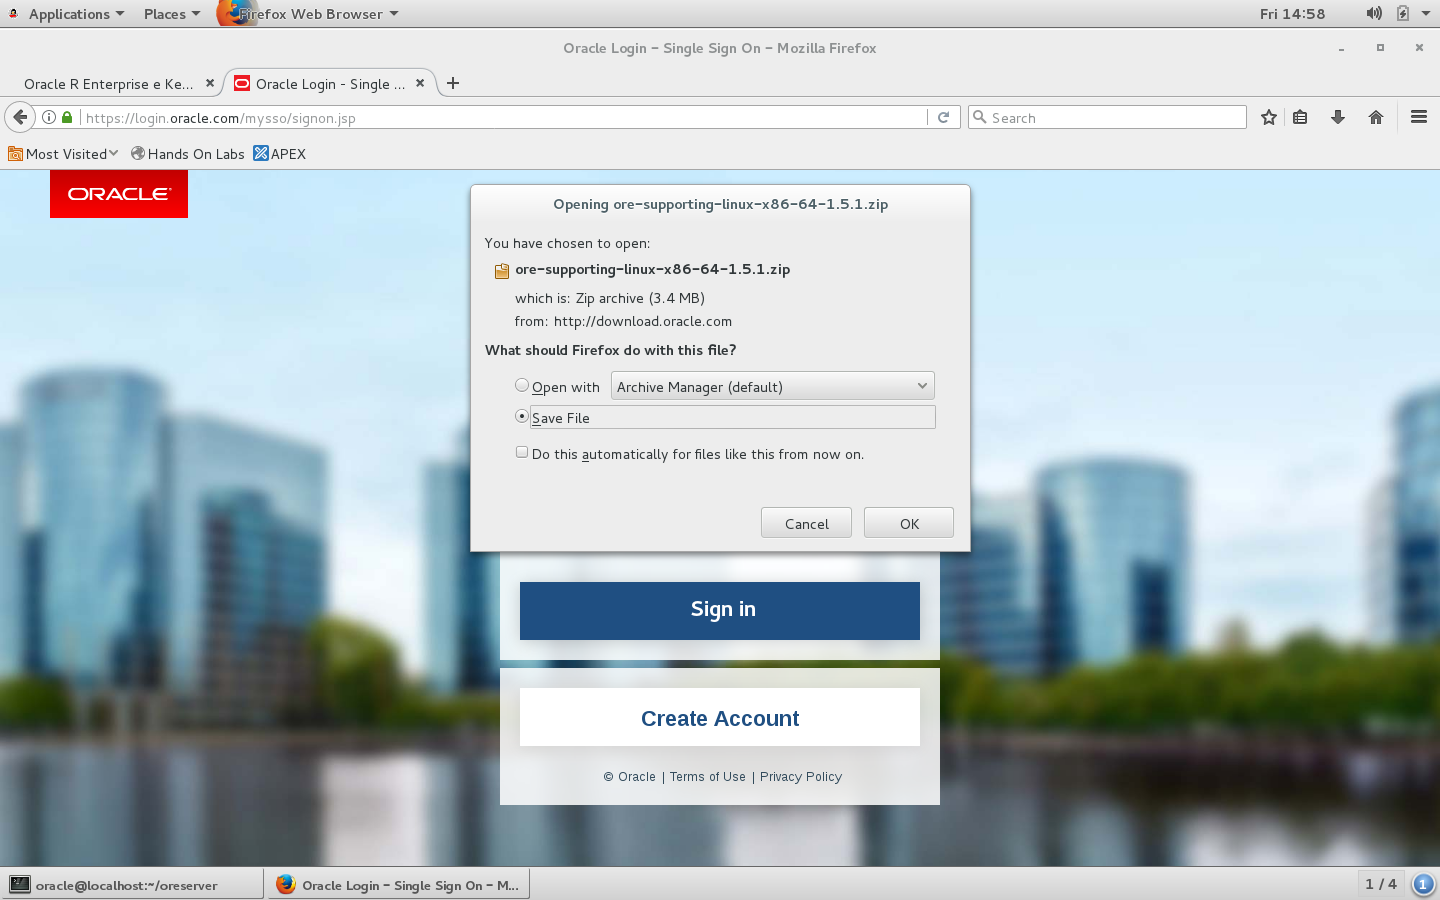 Applications Places Firefox Web Browser Fri 14:58
Oracle Login - Single Sign On - Mozilla Firefox
Oracle R Enterprise e Ke... Oracle Login - Single ...
https://login.oracle.com/mysso/signon.jsp Search
Most Visited Hands On Labs APEX
ORACLE
Opening ore-supporting-linux-x86-64-1.5.1.zip
You have chosen to open:
ore-supporting-linux-x86-64-1.5.1.zip
which is: Zip archive (3.4 MB)
from: http://download.oracle.com
What should Firefox do with this file?
Open with Archive Manager (default)
Save File
Do this automatically for files like this from now on.
Cancel OK
Sign in
Create Account
© Oracle | Terms of Use | Privacy Policy
oracle@localhost:~/oreserver Oracle Login - Single Sign On - M... 1 / 4 1